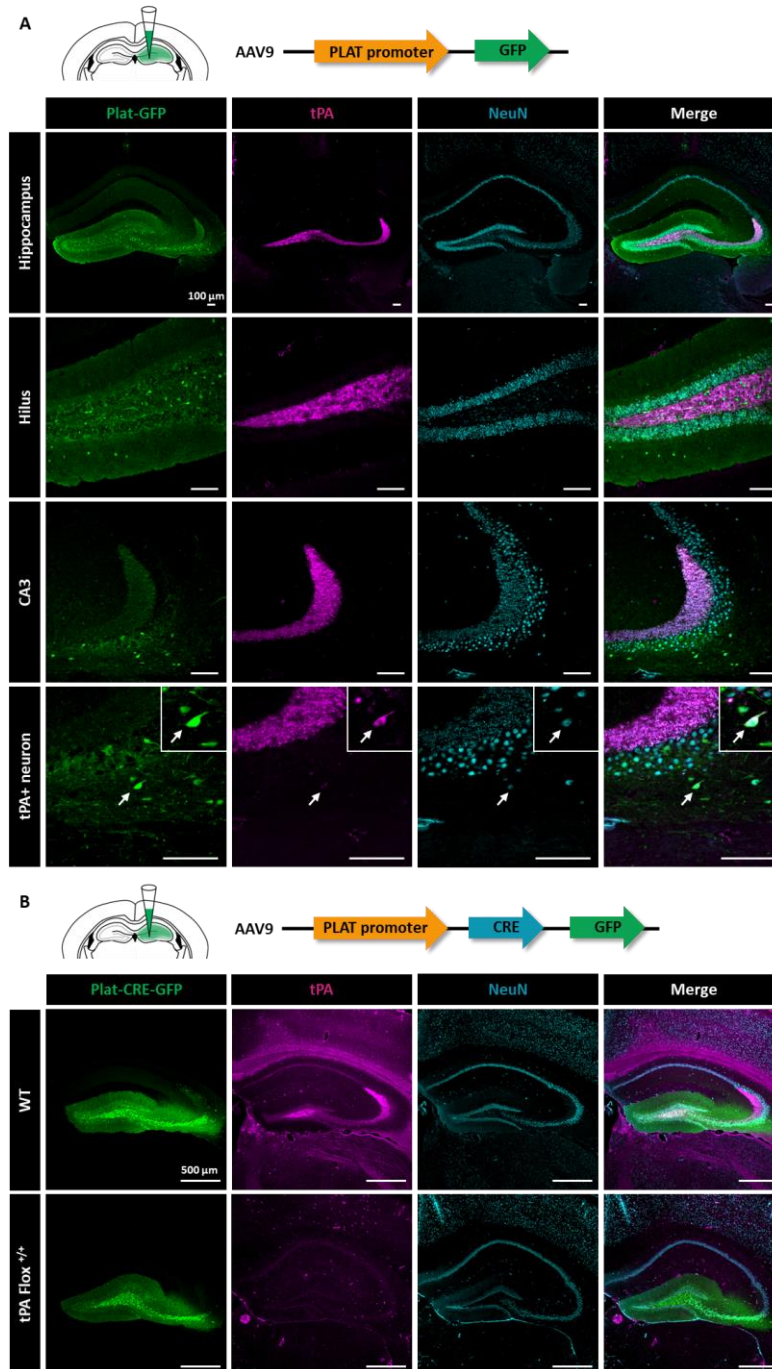 A
AAV9 PLAT promoter GFP
Plat-GFP tPA NeuN Merge
Hippocampus
100 µm
Hilus
CA3
tPA+ neuron
B
AAV9 PLAT promoter CRE GFP
Plat-CRE-GFP tPA NeuN Merge
WT
500 µm
tPA Flox +/+